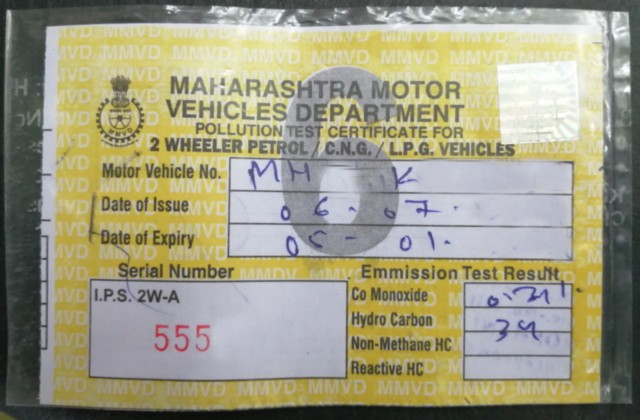 MAHARASHTRA MOTOR
VEHICLES DEPARTMENT
POLLUTION TEST CERTIFICATE FOR
2 WHEELER PETROL / C.N.G. / L.P.G. VEHICLES
6
MMVD
Motor Vehicle No. MH K
Date of Issue 06-07.
Date of Expiry 05-01.
Serial Number
I.P.S. 2W-A
555
Emmission Test Result
Co Monoxide
Hydro Carbon
Non-Methane HC
Reactive HC